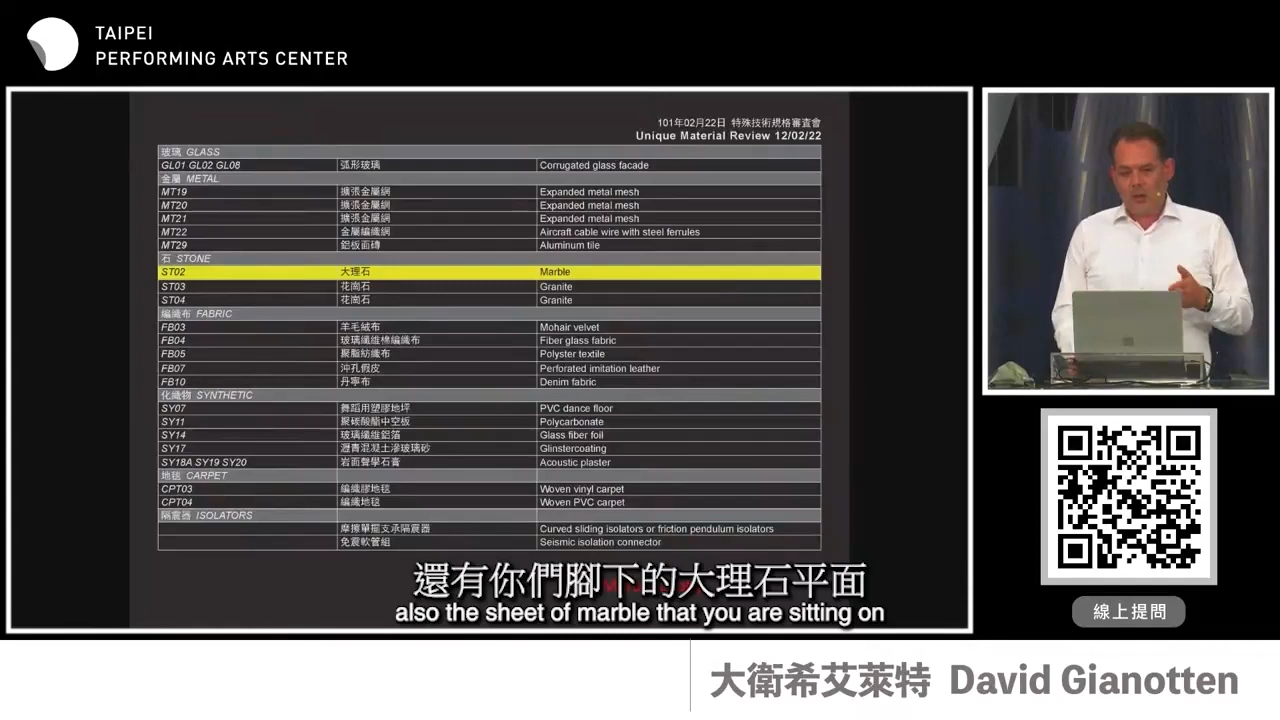 TAIPEI
PERFORMING ARTS CENTER
101年02月22日 特殊技術規格審查會
Unique Material Review 12/02/22
玻璃 GLASS
GL01 GL02 GL08 弧形玻璃 Corrugated glass facade
金屬 METAL
MT19 擴張金屬網 Expanded metal mesh
MT20 擴張金屬網 Expanded metal mesh
MT21 擴張金屬網 Expanded metal mesh
MT22 金屬編織網 Aircraft cable wire with steel ferrules
MT29 鋁板面磚 Aluminum tile
石 STONE
ST02 大理石 Marble
ST03 花崗石 Granite
ST04 花崗石 Granite
編織布 FABRIC
FB03 羊毛絨布 Mohair velvet
FB04 玻璃纖維棉編織布 Fiber glass fabric
FB05 聚脂紡織布 Polyster textile
FB07 沖孔假皮 Perforated imitation leather
FB10 丹寧布 Denim fabric
化織物 SYNTHETIC
SY07 舞蹈用塑膠地坪 PVC dance floor
SY11 聚碳酸酯中空板 Polycarbonate
SY14 玻璃纖維鋁箔 Glass fiber foil
SY17 瀝青混凝土滲玻璃砂 Glinstercoating
SY18A SY19 SY20 岩面聲學石膏 Acoustic plaster
地毯 CARPET
CPT03 編織膠地毯 Woven vinyl carpet
CPT04 編織地毯 Woven PVC carpet
隔震器 ISOLATORS
摩擦單擺支承隔震器 Curved sliding isolators or friction pendulum isolators
免震軟管組 Seismic isolation connector
還有你們腳下的大理石平面
also the sheet of marble that you are sitting on
線上提問
大衛希艾萊特 David Gianotten